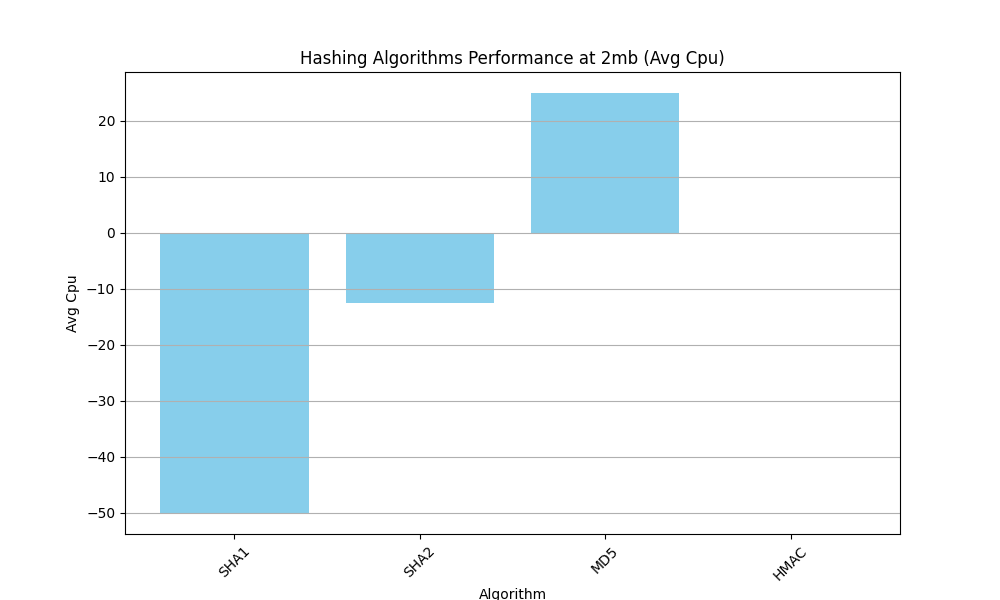 Hashing Algorithms Performance at 2mb (Avg Cpu)
20
10
0
−10
−20
−30
−40
−50
Avg Cpu
SHA1
SHA2
MD5
HMAC
Algorithm